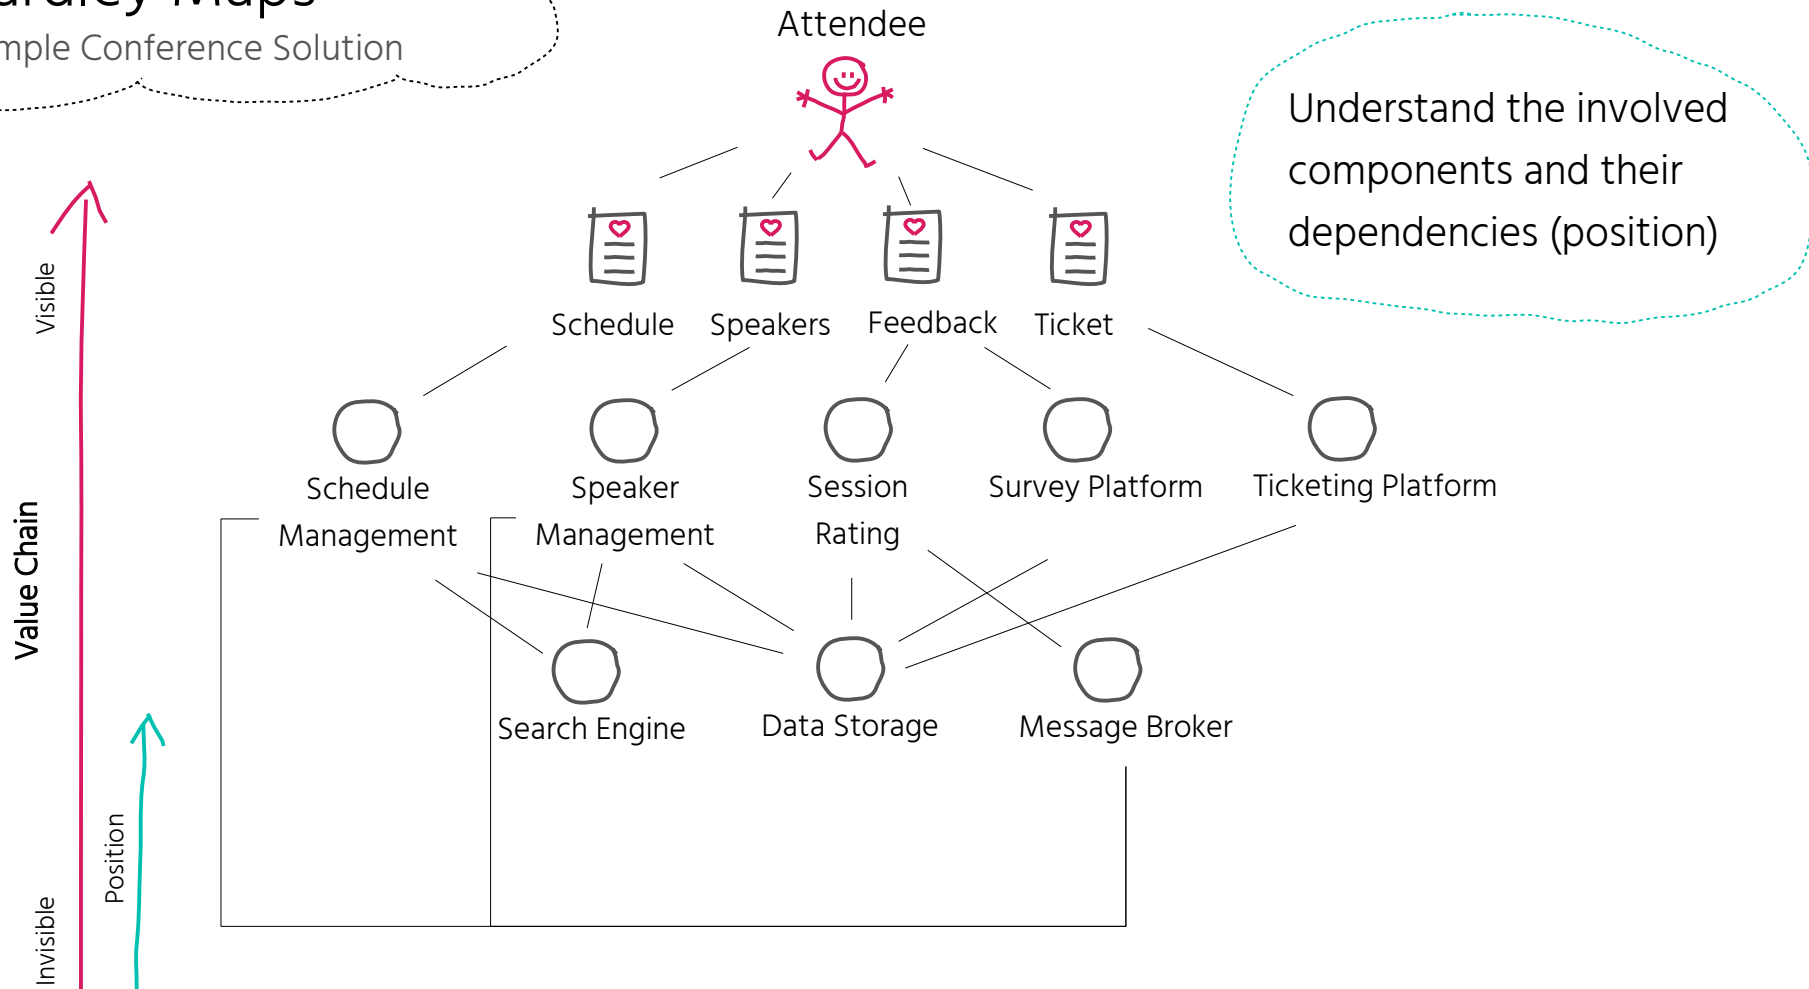 mple Conference Solution
Attendee
Understand the involved
components and their
dependencies (position)
Visible
Schedule
Speakers
Feedback
Ticket
Schedule
Management
Speaker
Management
Session
Rating
Survey Platform
Ticketing Platform
Value Chain
Search Engine
Data Storage
Message Broker
Position
Invisible